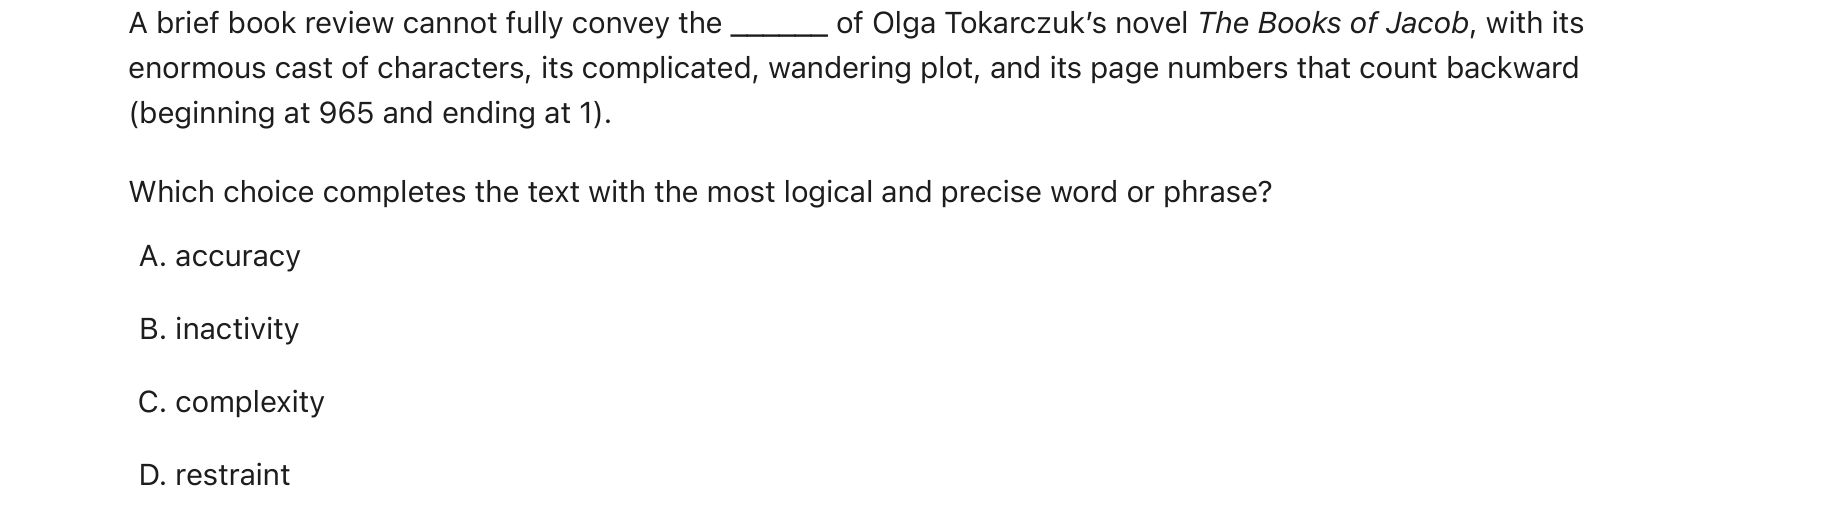 A brief book review cannot fully convey the ______ of Olga Tokarczuk’s novel The Books of Jacob, with its
enormous cast of characters, its complicated, wandering plot, and its page numbers that count backward
(beginning at 965 and ending at 1).
Which choice completes the text with the most logical and precise word or phrase?
A. accuracy
B. inactivity
C. complexity
D. restraint